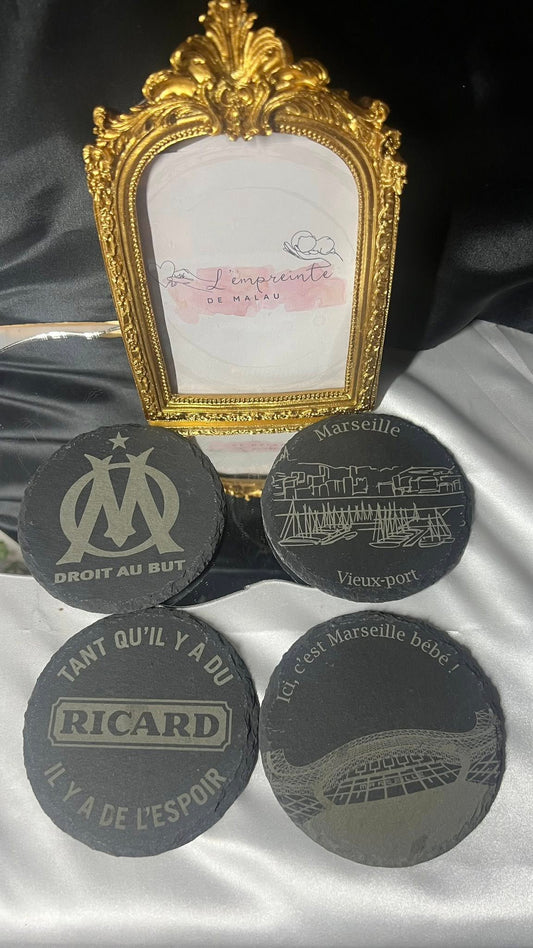 L'empreinte
DE MALAU
DROIT AU BUT
Marseille
Vieux-port
TANT QU'IL Y A DU
RICARD
IL Y A DE L'ESPOIR
Ici, c'est Marseille bébé !